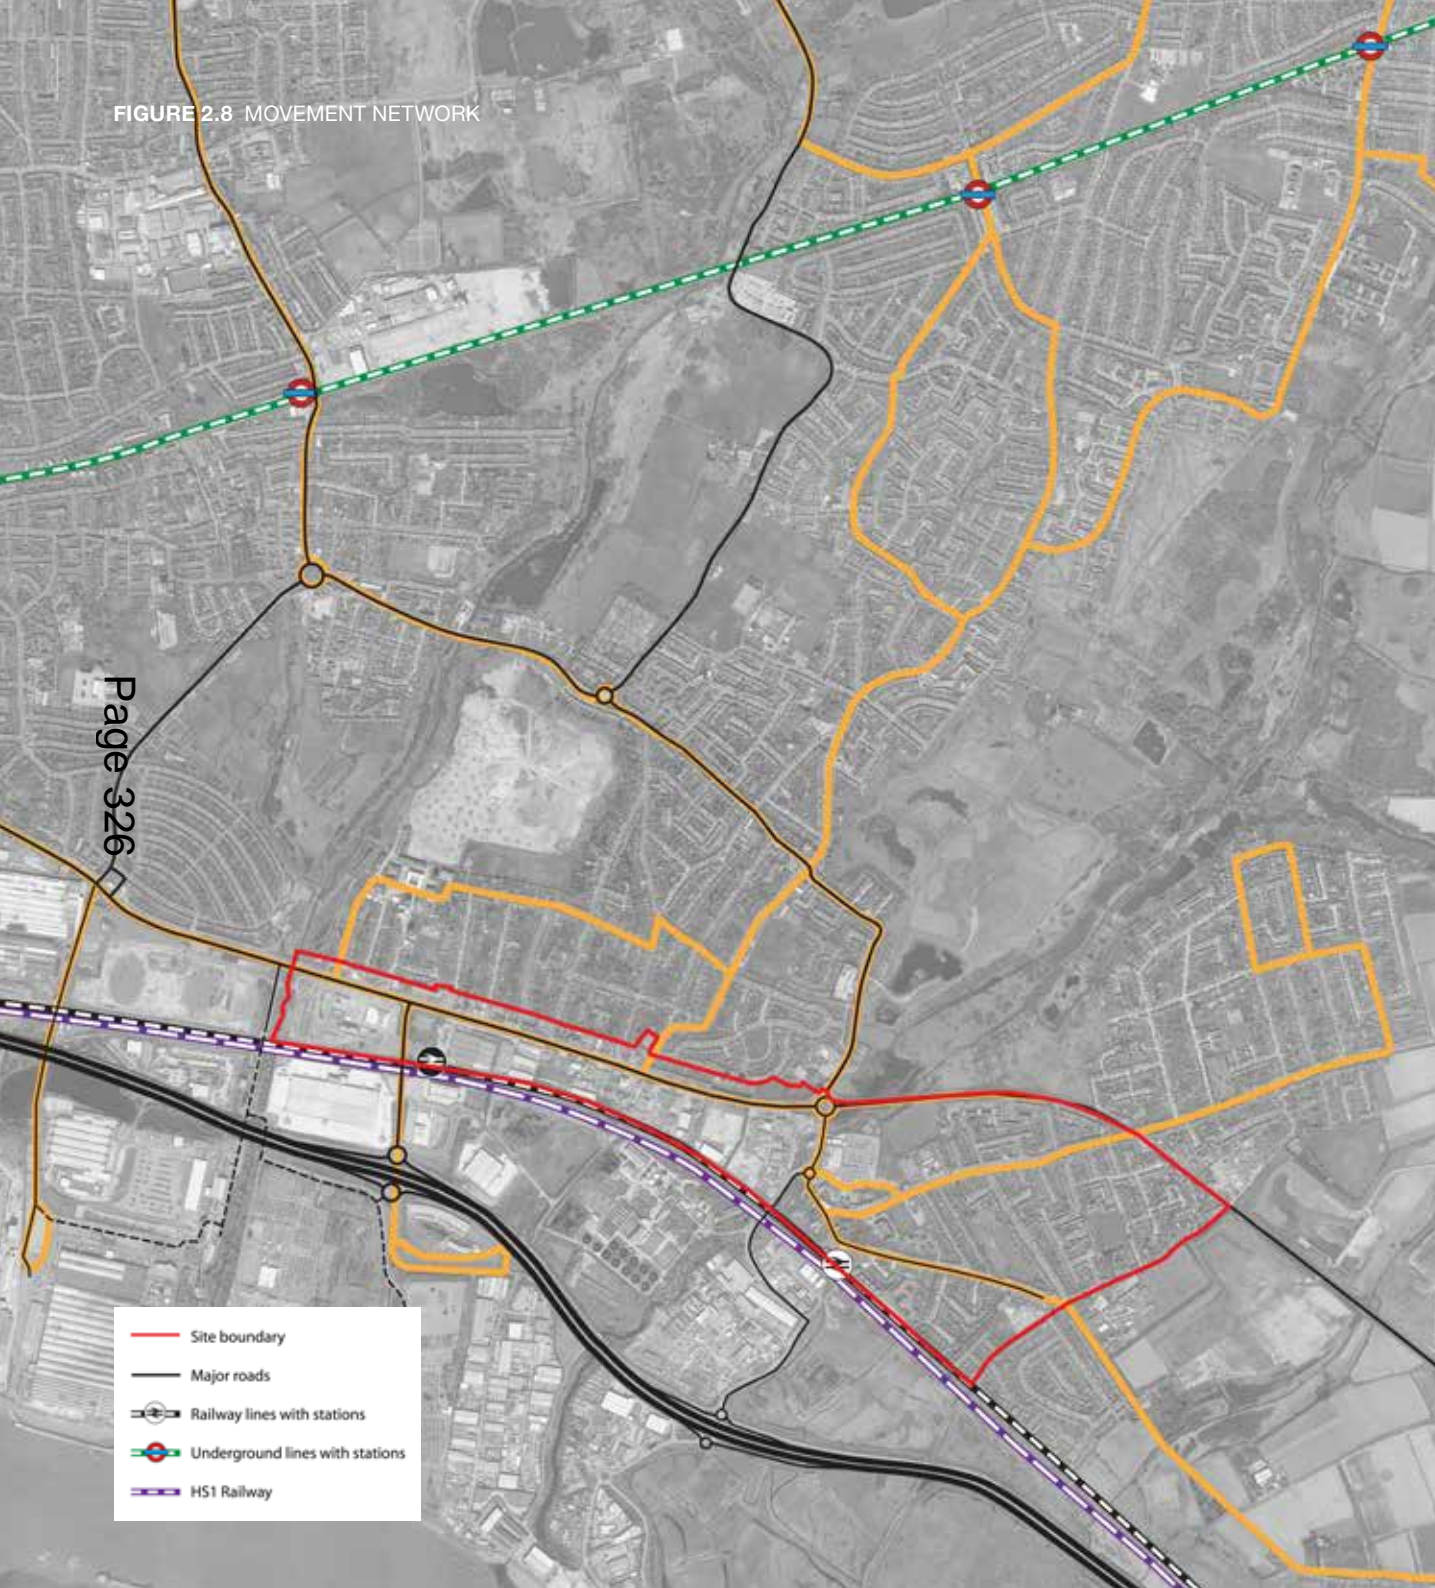 FIGURE 2.8 MOVEMENT NETWORK
Page 326
Site boundary
Major roads
Railway lines with stations
Underground lines with stations
HS1 Railway